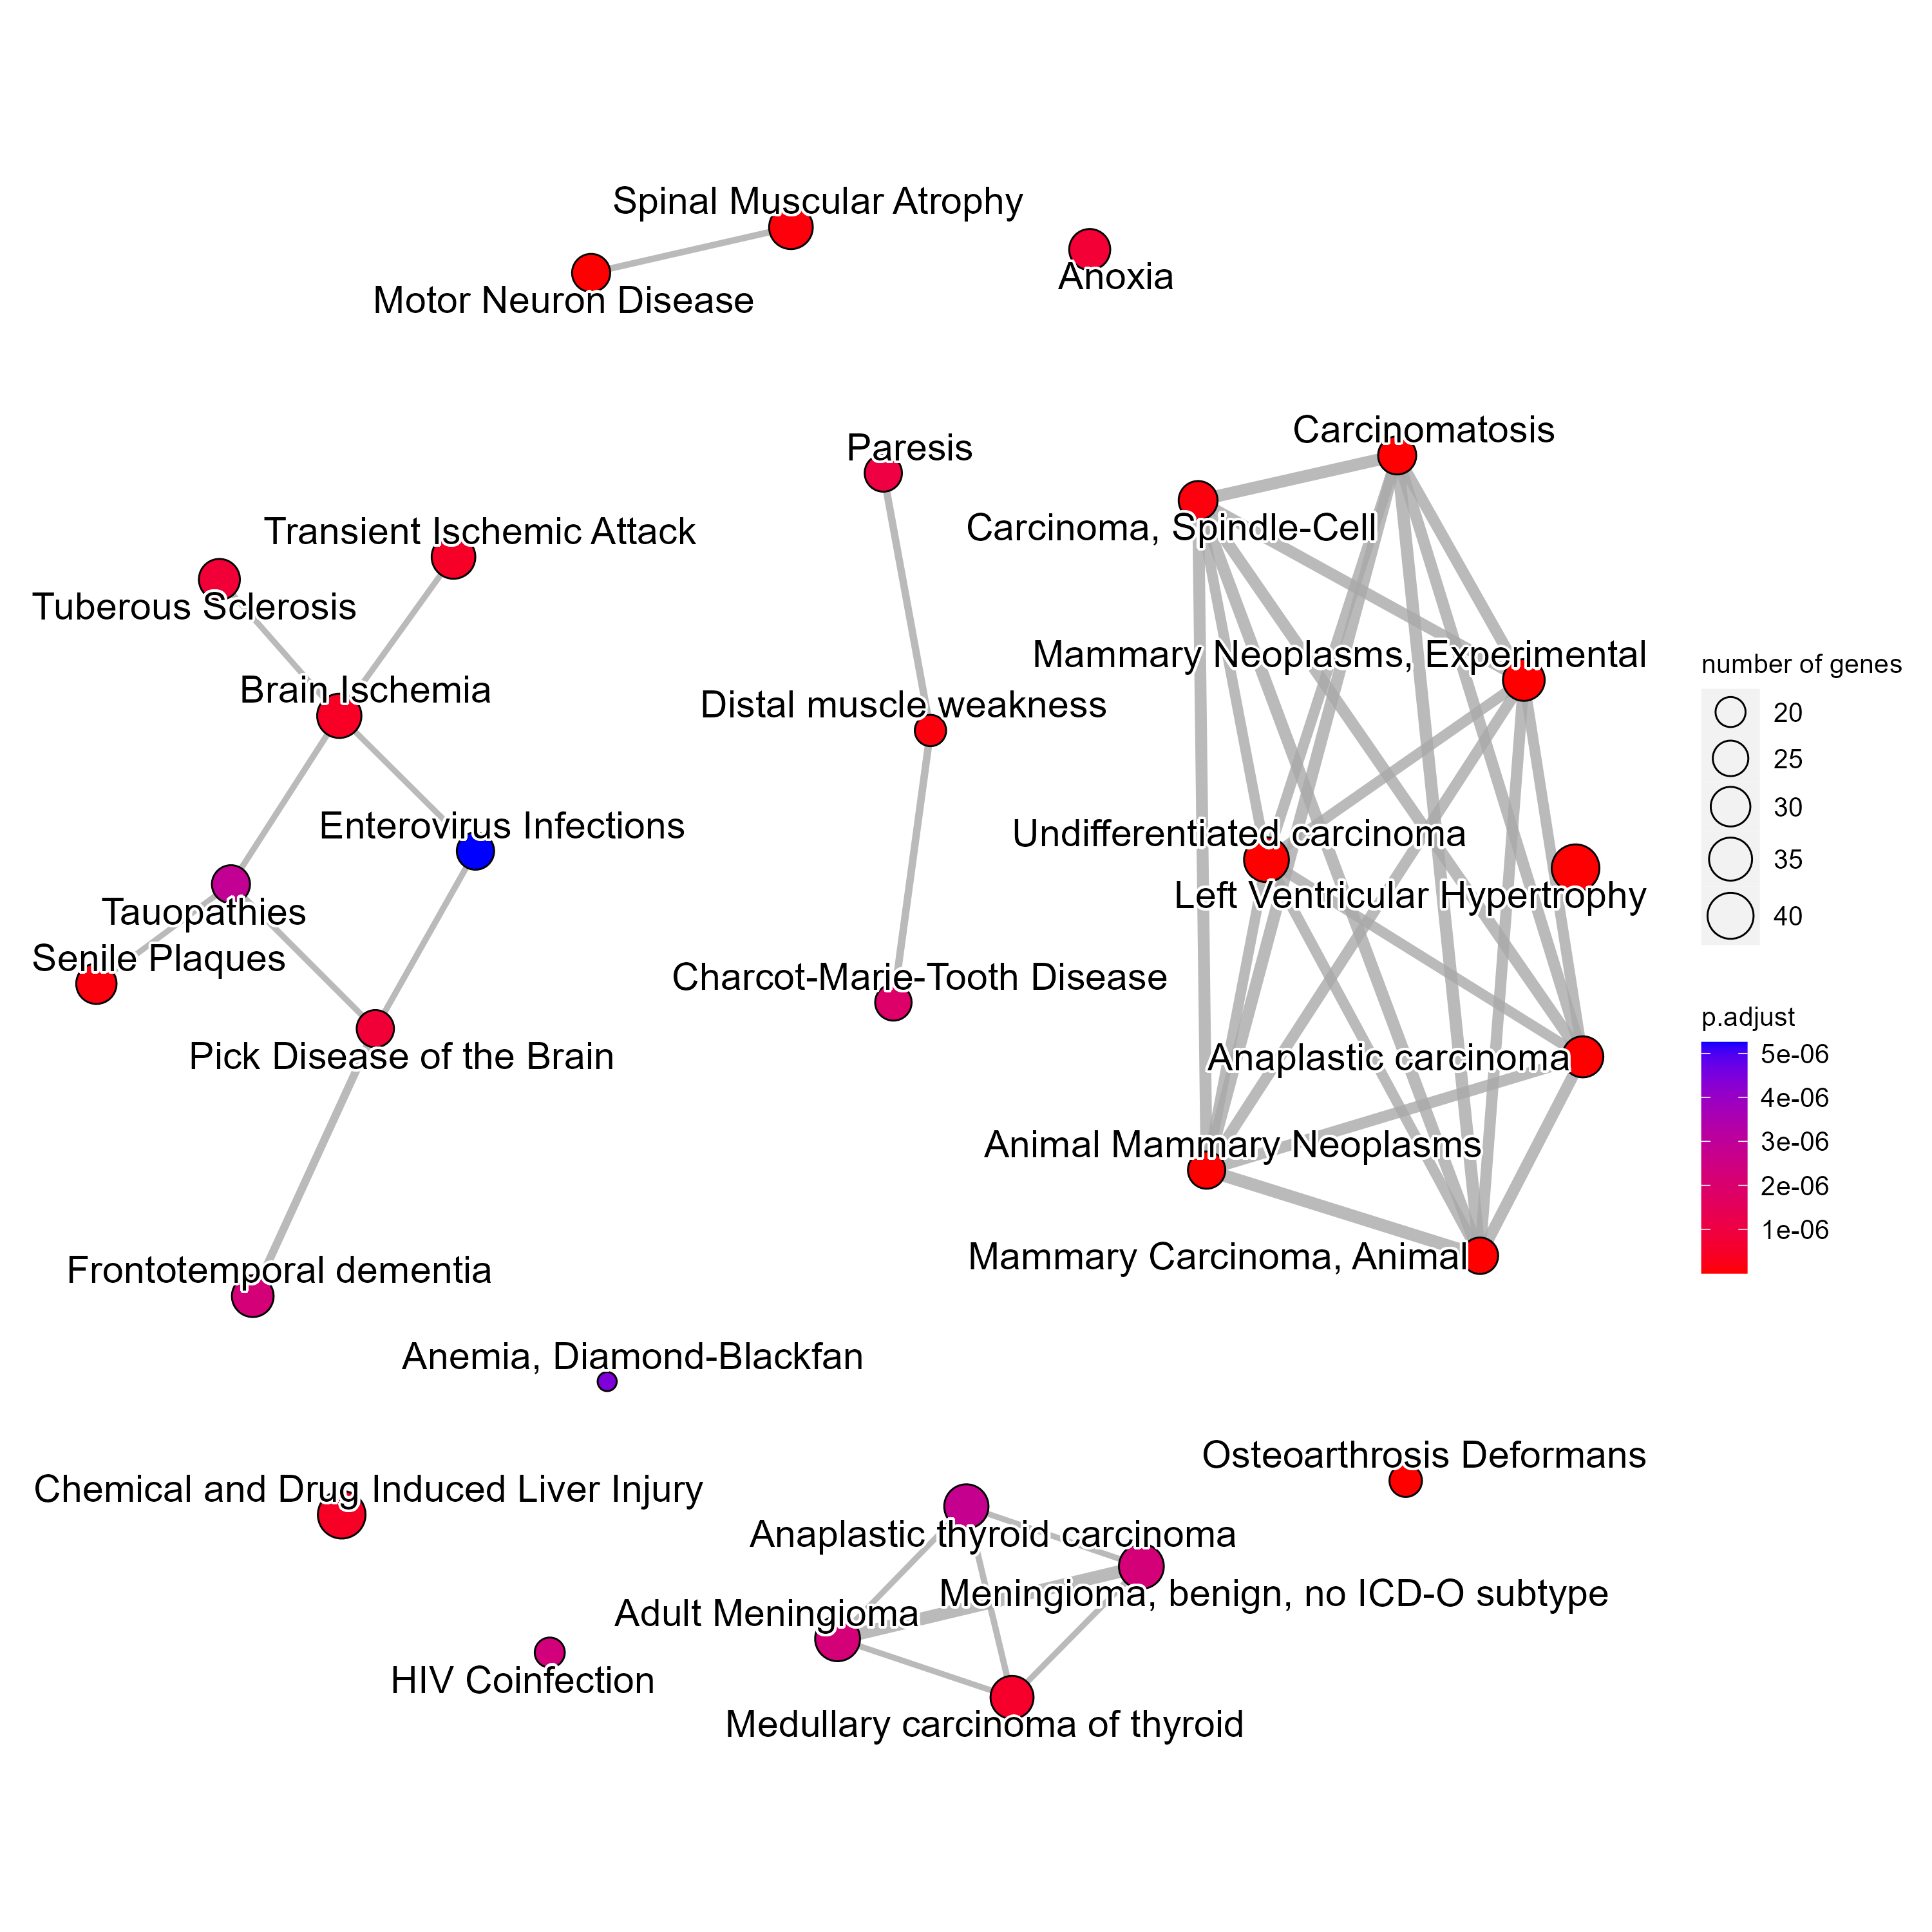 Spinal Muscular Atrophy
Anoxia
Motor Neuron Disease
Carcinomatosis
Paresis
Carcinoma, Spindle-Cell
Transient Ischemic Attack
Tuberous Sclerosis
Mammary Neoplasms, Experimental
number of genes
Brain Ischemia
Distal muscle weakness
20
25
30
35
40
Enterovirus Infections
Undifferentiated carcinoma
Left Ventricular Hypertrophy
Tauopathies
Senile Plaques
Charcot-Marie-Tooth Disease
p.adjust
5e-06
4e-06
3e-06
2e-06
1e-06
Pick Disease of the Brain
Anaplastic carcinoma
Animal Mammary Neoplasms
Mammary Carcinoma, Animal
Frontotemporal dementia
Anemia, Diamond-Blackfan
Osteoarthrosis Deformans
Chemical and Drug Induced Liver Injury
Anaplastic thyroid carcinoma
Meningioma, benign, no ICD-O subtype
Adult Meningioma
HIV Coinfection
Medullary carcinoma of thyroid